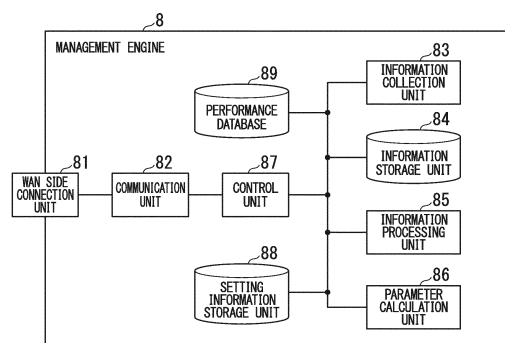 8
MANAGEMENT ENGINE
83
INFORMATION
COLLECTION
UNIT
89
PERFORMANCE
DATABASE
84
INFORMATION
STORAGE UNIT
81
WAN SIDE
CONNECTION
UNIT
82
COMMUNICATION
UNIT
87
CONTROL
UNIT
85
INFORMATION
PROCESSING
UNIT
88
SETTING
INFORMATION
STORAGE UNIT
86
PARAMETER
CALCULATION
UNIT